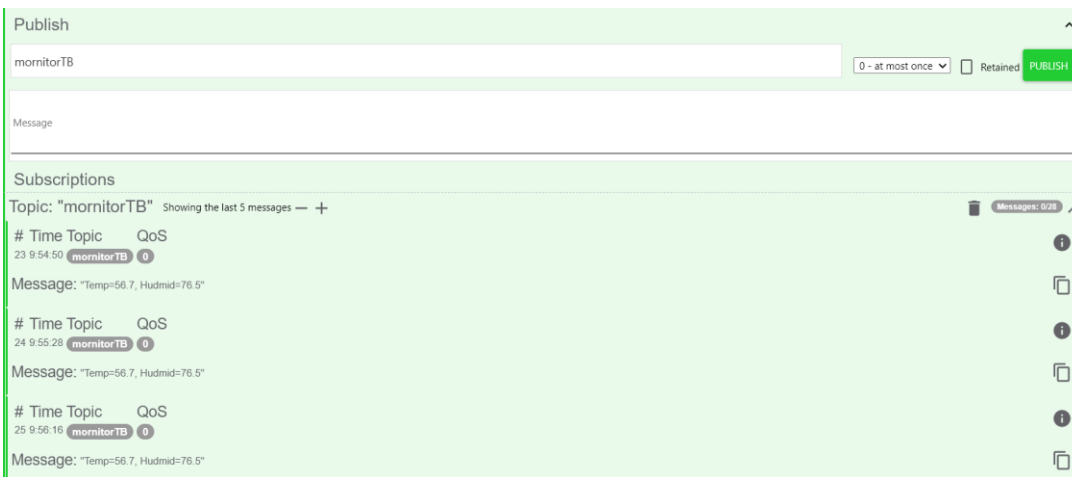 Publish
mornitorTB 0 - at most once Retained PUBLISH
Message
Subscriptions
Topic: "mornitorTB" Showing the last 5 messages — + Messages: 0/28
# Time Topic QoS
23 9:54:50 mornitorTB 0
Message: "Temp=56.7, Hudmid=76.5"
# Time Topic QoS
24 9:55:28 mornitorTB 0
Message: "Temp=56.7, Hudmid=76.5"
# Time Topic QoS
25 9:56:16 mornitorTB 0
Message: "Temp=56.7, Hudmid=76.5"